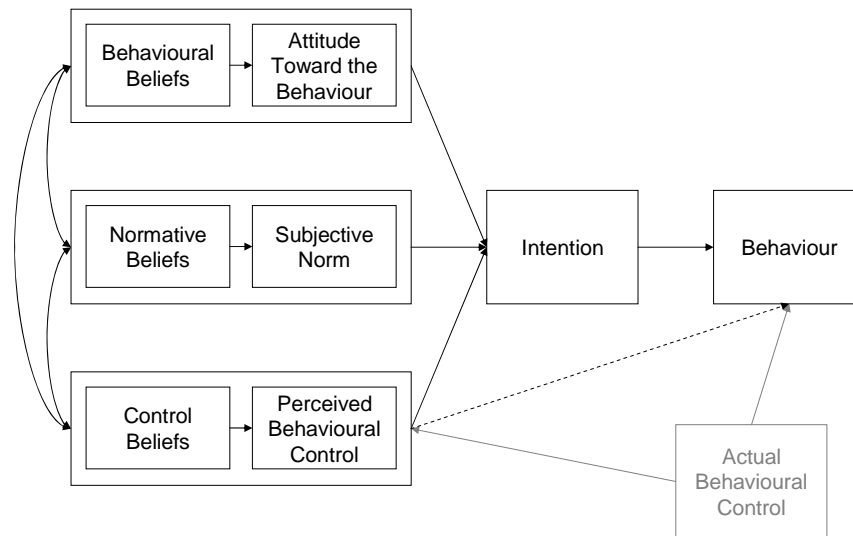 Behavioural
Beliefs
Attitude
Toward the
Behaviour
Normative
Beliefs
Subjective
Norm
Intention
Behaviour
Control
Beliefs
Perceived
Behavioural
Control
Actual
Behavioural
Control